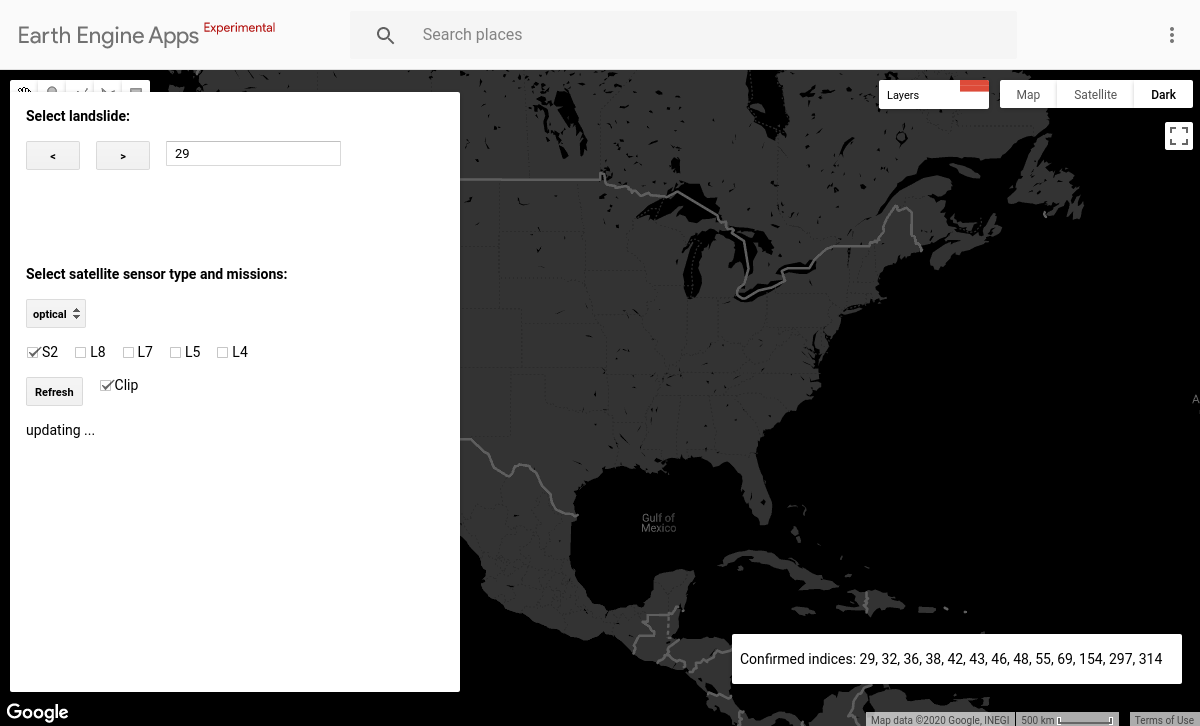 Earth Engine Apps Experimental
Search places
Layers
Map Satellite Dark
Select landslide:
< > 29
Select satellite sensor type and missions:
optical
S2 L8 L7 L5 L4
Refresh Clip
updating ...
A
Gulf of
Mexico
Confirmed indices: 29, 32, 36, 38, 42, 43, 46, 48, 55, 69, 154, 297, 314
Google
Map data ©2020 Google, INEGI 500 km Terms of Use